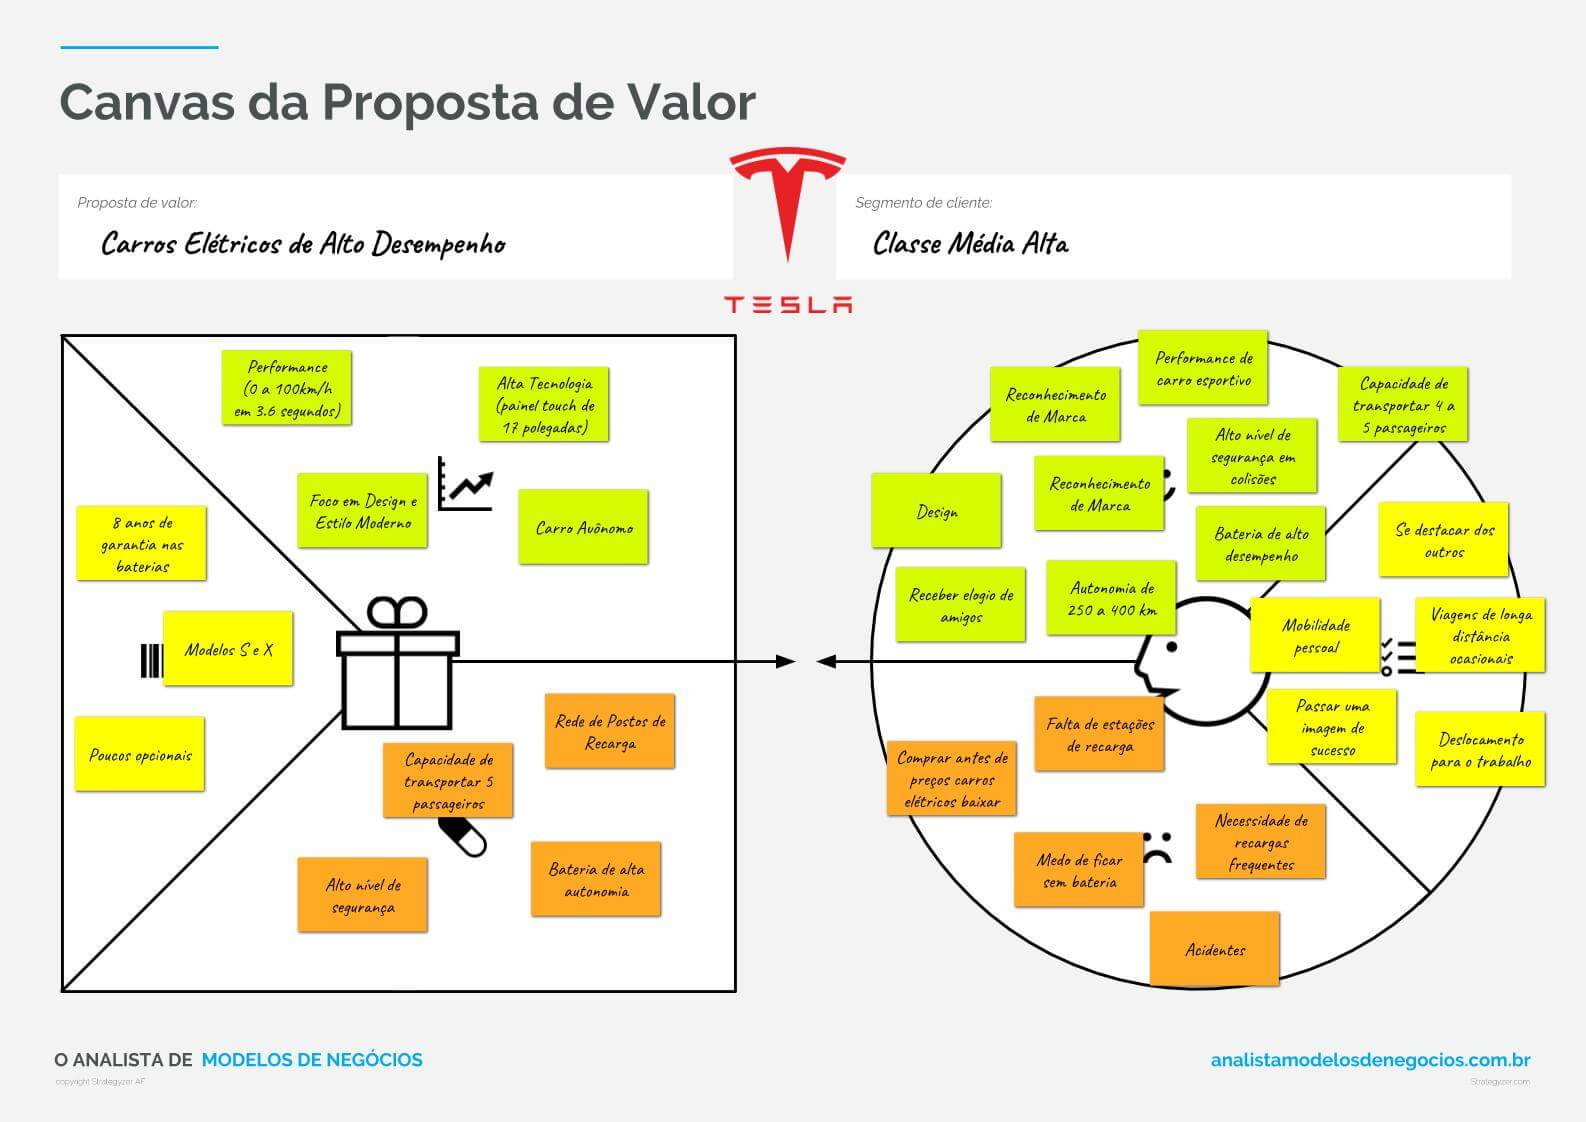 Canvas da Proposta de Valor
Proposta de valor:
Carros Elétricos de Alto Desempenho
TESLA
Segmento de cliente:
Classe Média Alta
Performance
(0 a 100km/h
em 3.6 segundos)
Alta Tecnologia
(painel touch de
17 polegadas)
Foco em Design e
Estilo Moderno
Carro Avônomo
8 anos de
garantia nas
baterias
Modelos S e X
Poucos opcionais
Rede de Postos de
Recarga
Capacidade de
transportar 5
passageiros
Alto nível de
segurança
Bateria de alta
autonomia
Performance de
carro esportivo
Reconhecimento
de Marca
Capacidade de
transportar 4 a
5 passageiros
Alto nível de
segurança em
colisões
Reconhecimento
de Marca
Design
Bateria de alto
desempenho
Receber elogio de
amigos
Autonomia de
250 a 400 km
Se destacar dos
outros
Mobilidade
pessoal
Viagens de longa
distância
ocasionais
Passar uma
imagem de
sucesso
Deslocamento
para o trabalho
Falta de estações
de recarga
Comprar antes de
preços carros
elétricos baixar
Necessidade de
recargas
frequentes
Medo de ficar
sem bateria
Acidentes
O ANALISTA DE MODELOS DE NEGÓCIOS
copyright Strategyzer AF
analistamodelosdenegocios.com.br
Strategyzer.com